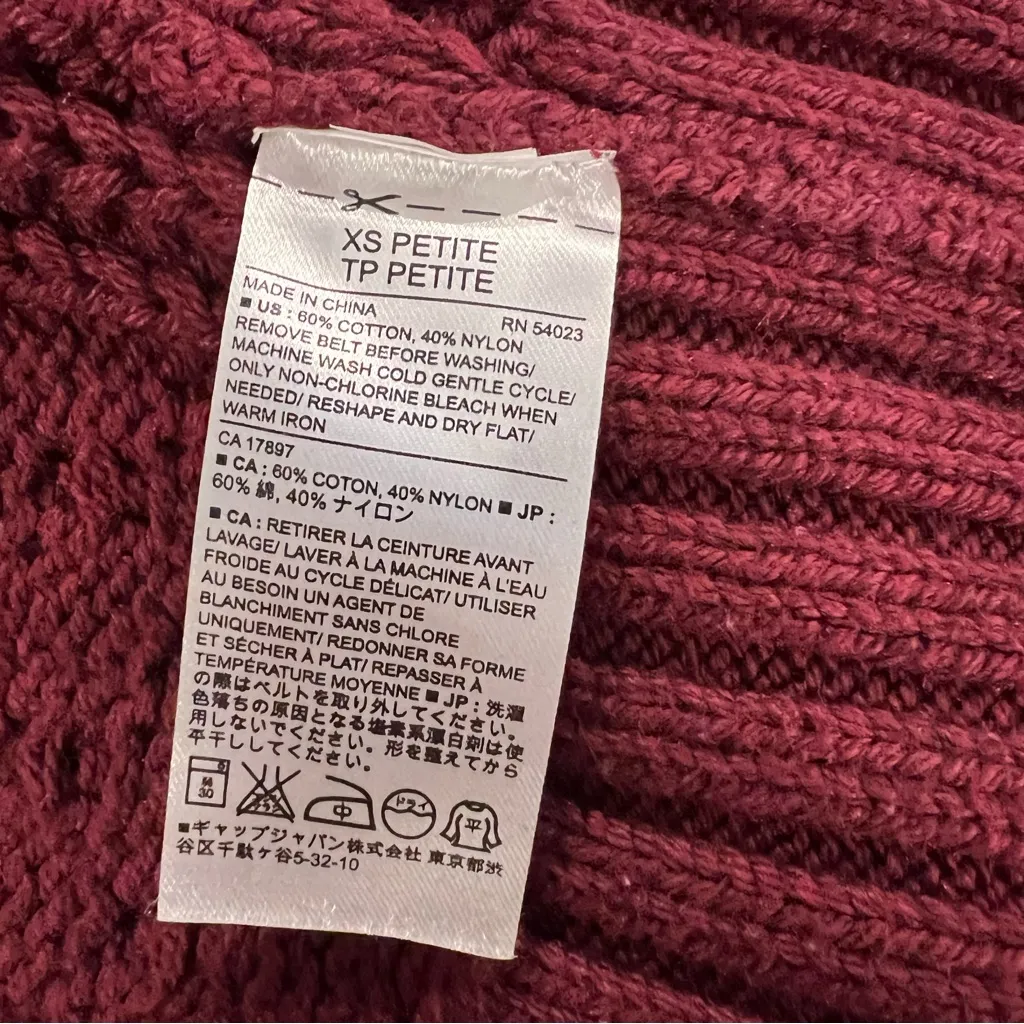 XS PETITE
TP PETITE
MADE IN CHINA
RN 54023
■ US : 60% COTTON, 40% NYLON
REMOVE BELT BEFORE WASHING/
MACHINE WASH COLD GENTLE CYCLE/
ONLY NON-CHLORINE BLEACH WHEN
NEEDED/ RESHAPE AND DRY FLAT/
WARM IRON
CA 17897
■ CA : 60% COTON, 40% NYLON ■ JP :
60% 綿, 40% ナイロン
■ CA : RETIRER LA CEINTURE AVANT
LAVAGE/ LAVER À LA MACHINE À L'EAU
FROIDE AU CYCLE DÉLICAT/ UTILISER
AU BESOIN UN AGENT DE
BLANCHIMENT SANS CHLORE
UNIQUEMENT/ REDONNER SA FORME
ET SÉCHER À PLAT/ REPASSER À
TEMPÉRATURE MOYENNE ■ JP : 洗濯
の際はベルトを取り外してください。
色落ちの原因となる塩素系漂白剤は使
用しないでください。形を整えてから
平干ししてください。
30
中
ドライ
平
■ギャップジャパン株式会社 東京都渋
谷区千駄ケ谷5-32-10